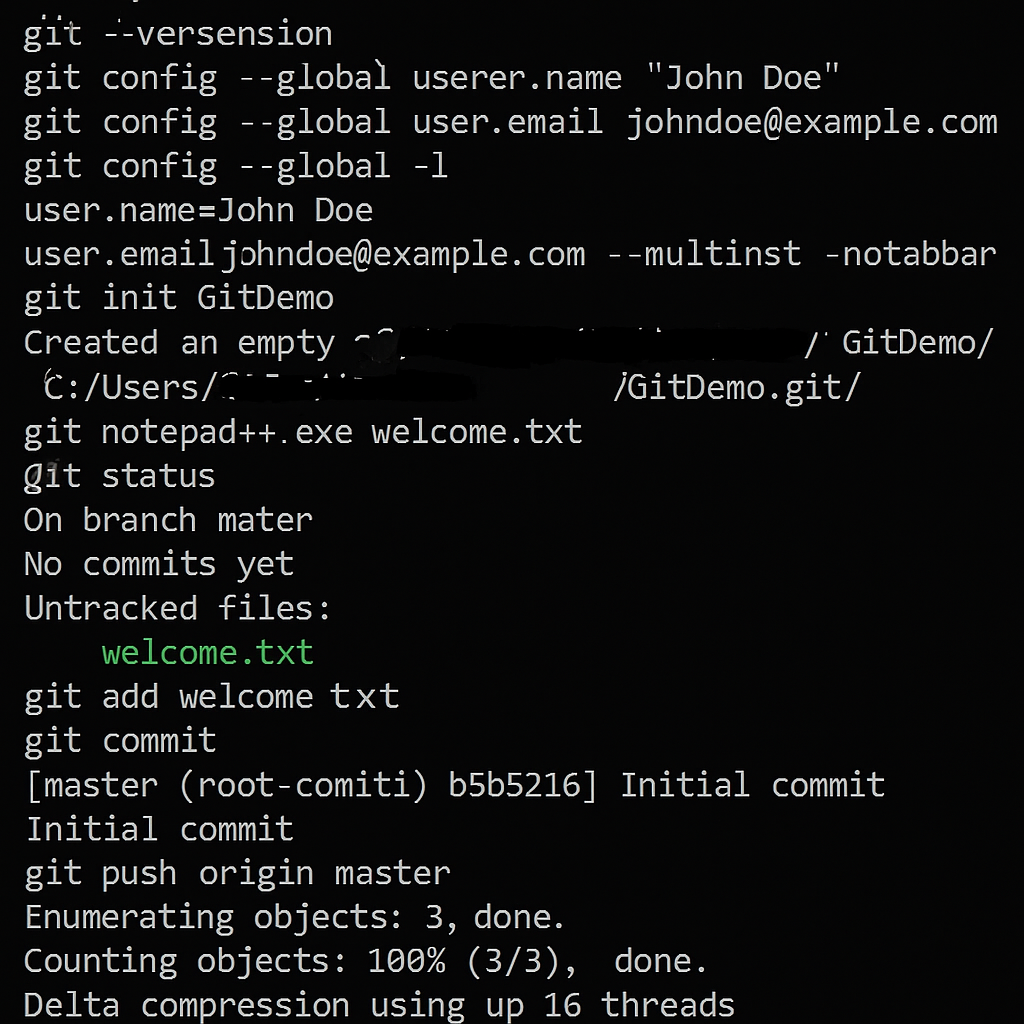 git --versension
git config --global userer.name "John Doe"
git config --global user.email johndoe@example.com
git config --global -l
user.name=John Doe
user.email johndoe@example.com --multinst -notabbar
git init GitDemo
Created an empty / GitDemo/
C:/Users/ /GitDemo.git/
git notepad++.exe welcome.txt
git status
On branch mater
No commits yet
Untracked files:
welcome.txt
git add welcome txt
git commit
[master (root-comiti) b5b5216] Initial commit
Initial commit
git push origin master
Enumerating objects: 3, done.
Counting objects: 100% (3/3), done.
Delta compression using up 16 threads